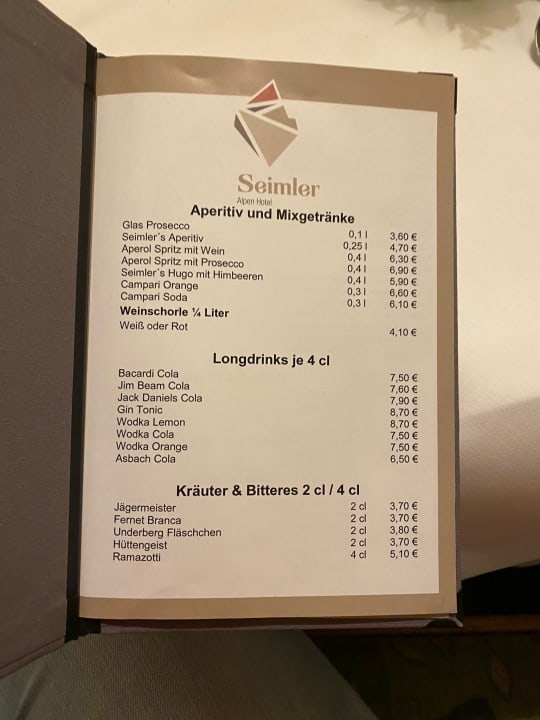 Seimler
Alpen Hotel
Aperitiv und Mixgetränke
Glas Prosecco 0,1 l 3,60 €
Seimler´s Aperitiv 0,25 l 4,70 €
Aperol Spritz mit Wein 0,4 l 6,30 €
Aperol Spritz mit Prosecco 0,4 l 6,90 €
Seimler´s Hugo mit Himbeeren 0,4 l 5,90 €
Campari Orange 0,3 l 6,60 €
Campari Soda 0,3 l 6,10 €
Weinschorle ¼ Liter
Weiß oder Rot 4,10 €
Longdrinks je 4 cl
Bacardi Cola 7,50 €
Jim Beam Cola 7,60 €
Jack Daniels Cola 7,90 €
Gin Tonic 8,70 €
Wodka Lemon 8,70 €
Wodka Cola 7,50 €
Wodka Orange 7,50 €
Asbach Cola 6,50 €
Kräuter & Bitteres 2 cl / 4 cl
Jägermeister 2 cl 3,70 €
Fernet Branca 2 cl 3,70 €
Underberg Fläschchen 2 cl 3,80 €
Hüttengeist 2 cl 3,70 €
Ramazotti 4 cl 5,10 €